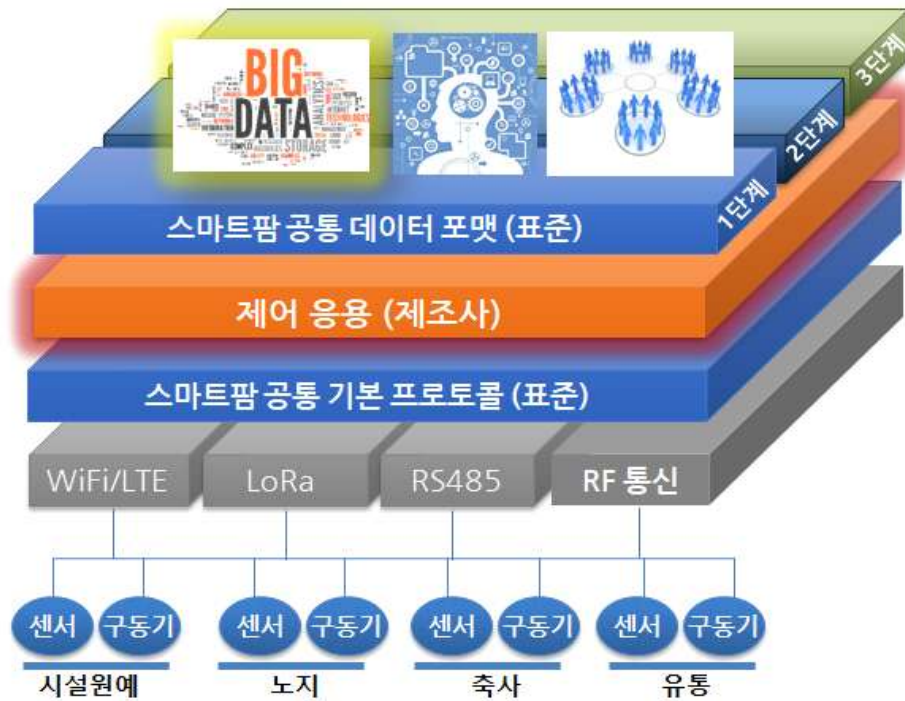 3단계
2단계
1단계
BIG
DATA
ANALYTICS
STORAGE
스마트팜 공통 데이터 포맷 (표준)
제어 응용 (제조사)
스마트팜 공통 기본 프로토콜 (표준)
WiFi/LTE
LoRa
RS485
RF 통신
센서 구동기 센서 구동기 센서 구동기 센서 구동기
시설원예 노지 축사 유통